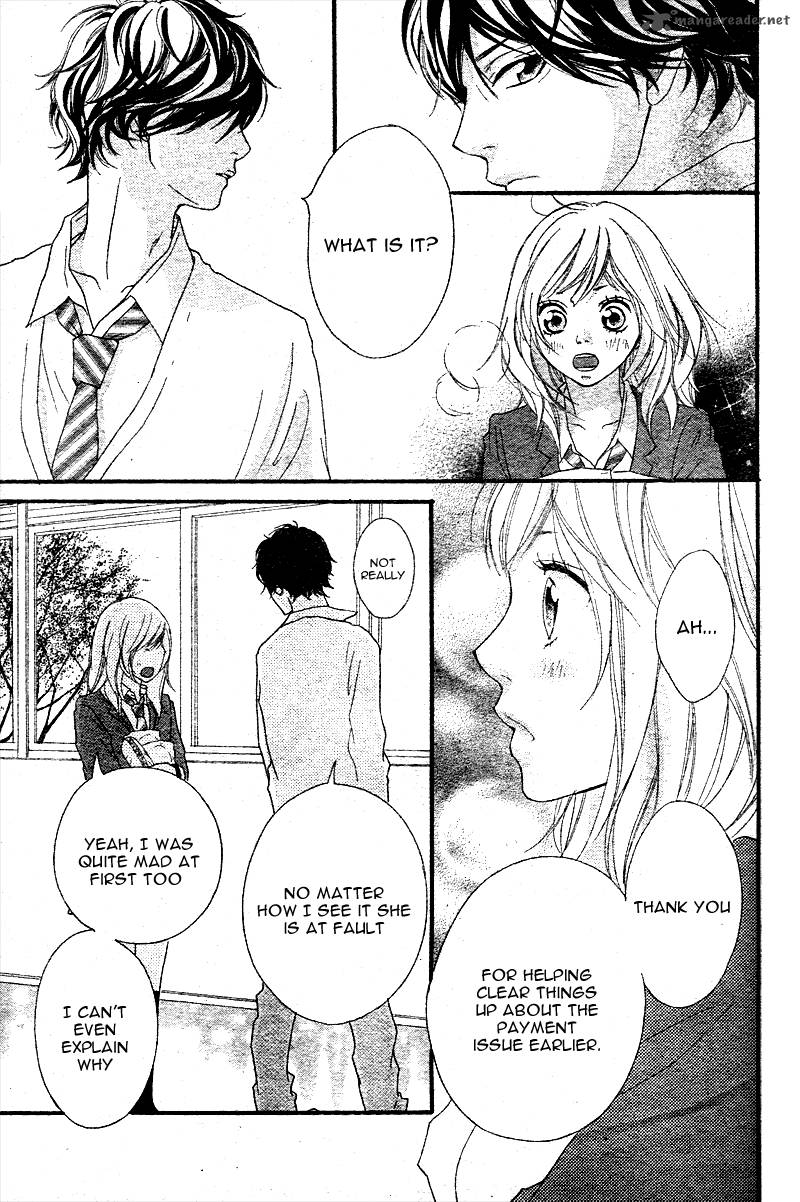 mangareader.net
WHAT IS IT?
AH...
THANK YOU
FOR HELPING
CLEAR THINGS
UP ABOUT THE
PAYMENT
ISSUE EARLIER.
NOT
REALLY
NO MATTER
HOW I SEE IT SHE
IS AT FAULT
YEAH, I WAS
QUITE MAD AT
FIRST TOO
I CAN'T
EVEN
EXPLAIN
WHY